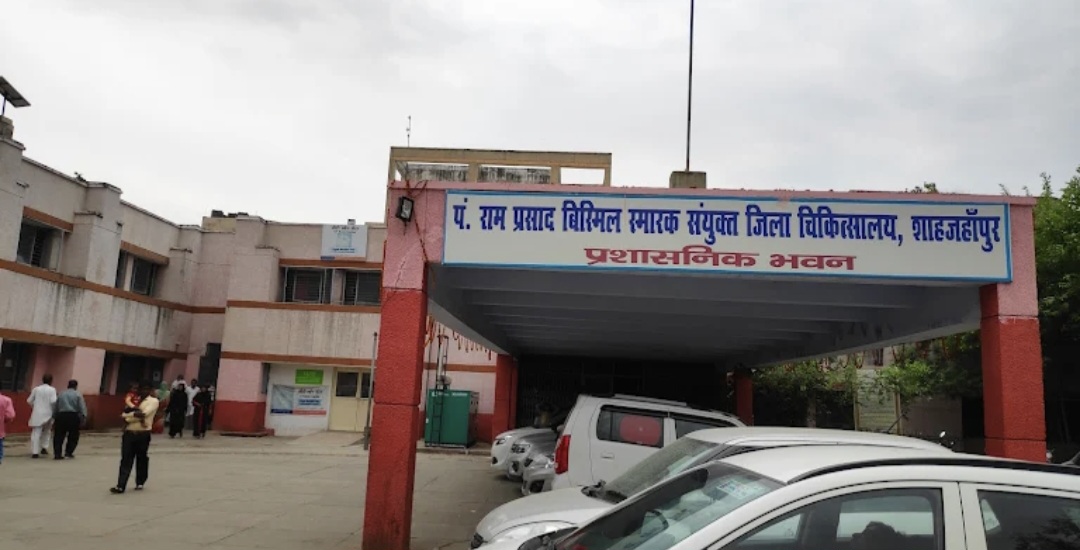 पं. राम प्रसाद बिस्मिल स्मारक संयुक्त जिला चिकित्सालय, शाहजहाँपुर
प्रशासनिक भवन